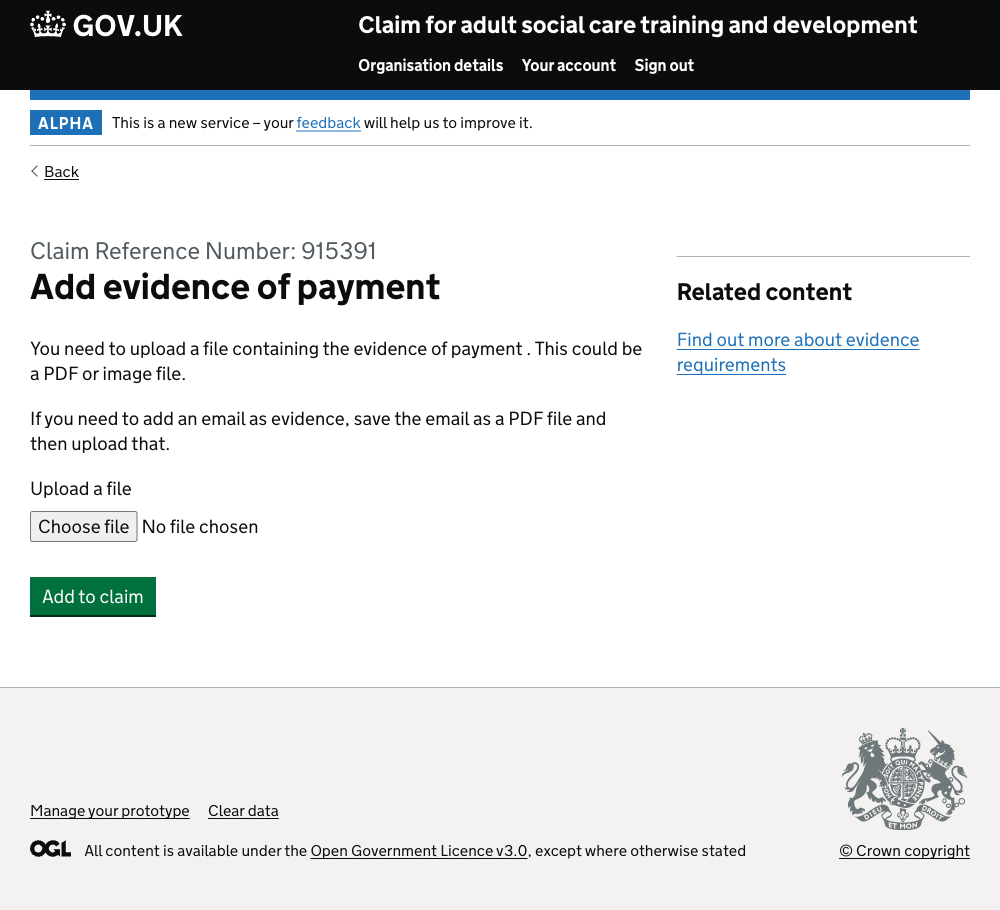 GOV.UK
Claim for adult social care training and development
Organisation details Your account Sign out
ALPHA This is a new service – your feedback will help us to improve it.
Back
Claim Reference Number: 915391
Add evidence of payment
You need to upload a file containing the evidence of payment . This could be
a PDF or image file.
If you need to add an email as evidence, save the email as a PDF file and
then upload that.
Upload a file
Choose file No file chosen
Add to claim
Related content
Find out more about evidence
requirements
Manage your prototype Clear data
OGL All content is available under the Open Government Licence v3.0, except where otherwise stated
DIEU ET MON DROIT
© Crown copyright